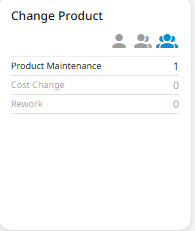 Change Product
Product Maintenance 1
Cost Change 0
Rework 0